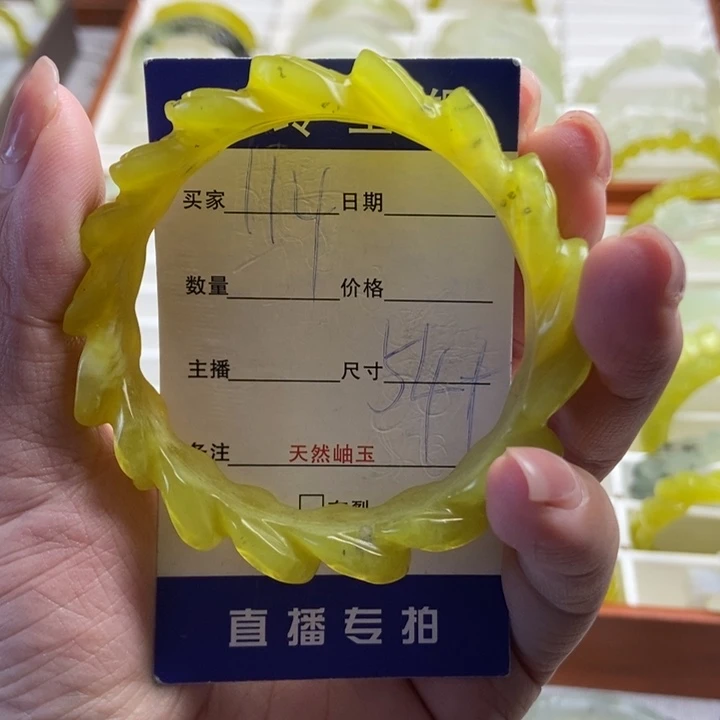 买家 114 日期
数量 价格
主播 尺寸 544
备注 天然岫玉
直播专拍